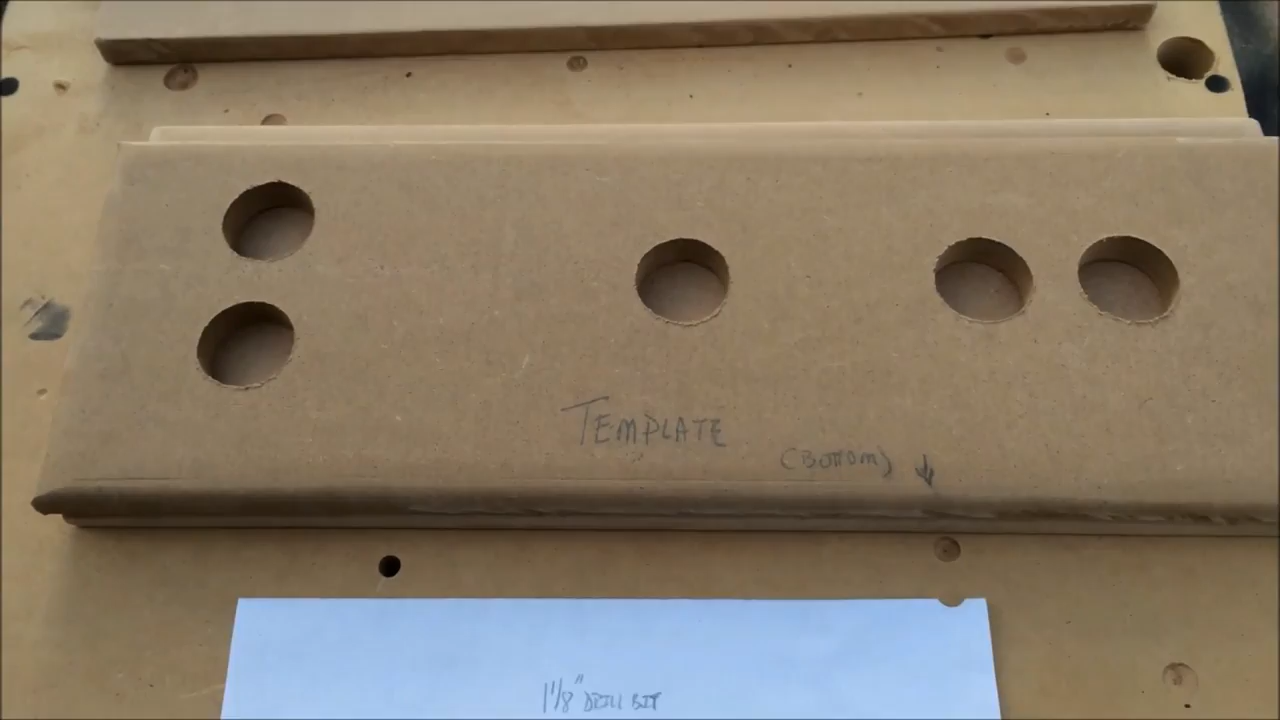 TEMPLATE
(BOTTOM) ↓
1 1/8" DRILL BIT